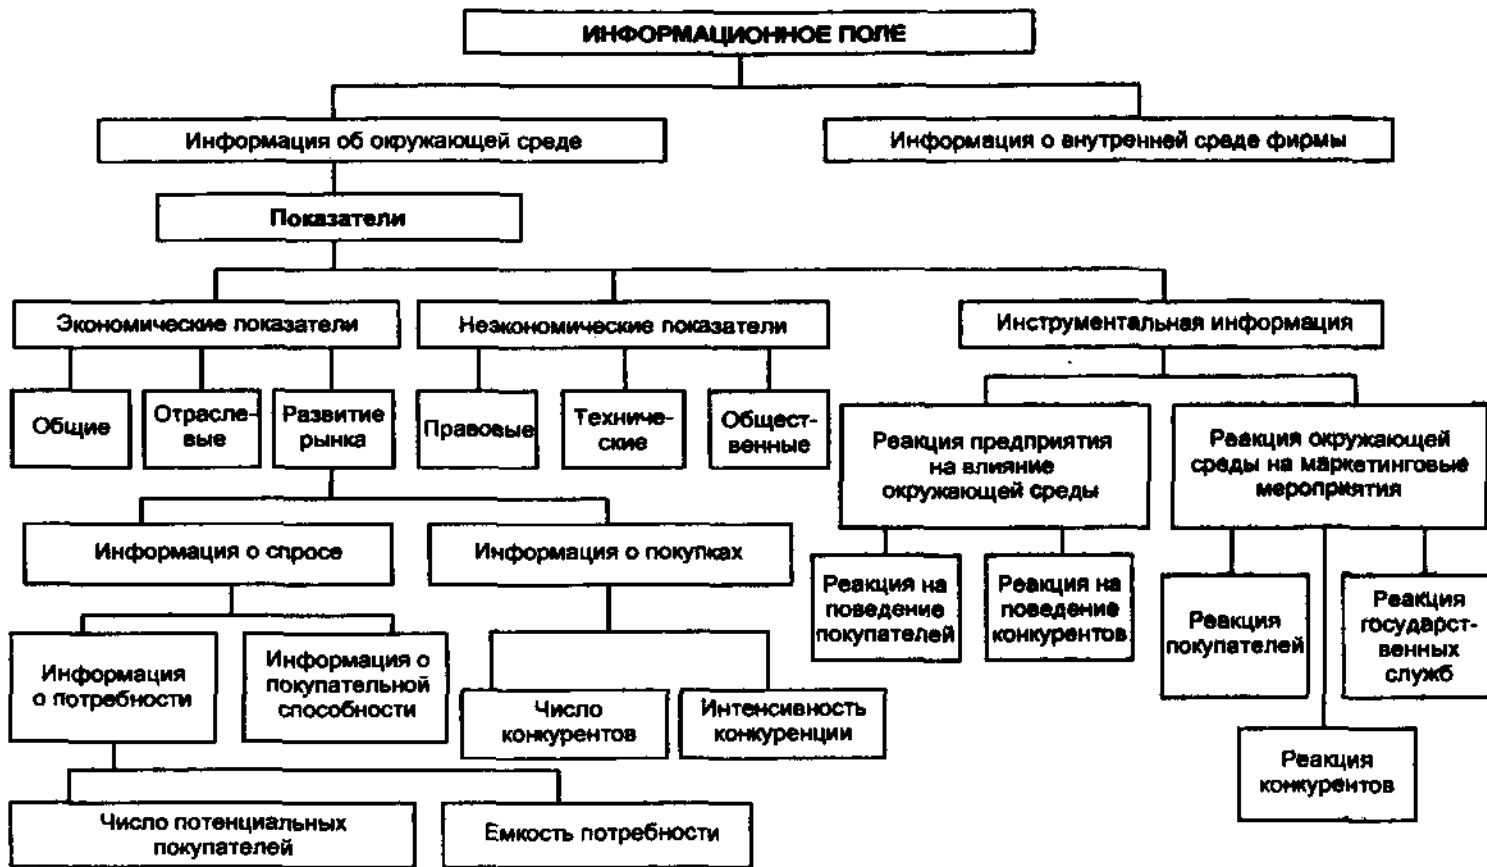 ИНФОРМАЦИОННОЕ ПОЛЕ
Информация об окружающей среде
Информация о внутренней среде фирмы
Показатели
Экономические показатели
Неэкономические показатели
Инструментальная информация
Общие
Отрасле-
вые
Развитие
рынка
Правовые
Техниче-
ские
Общест-
венные
Реакция предприятия
на влияние
окружающей среды
Реакция окружающей
среды на маркетинговые
мероприятия
Информация о спросе
Информация о покупках
Реакция на
поведение
покупателей
Реакция на
поведение
конкурентов
Реакция
покупателей
Реакция
государст-
венных
служб
Информация
о потребности
Информация о
покупательной
способности
Число
конкурентов
Интенсивность
конкуренции
Реакция
конкурентов
Число потенциальных
покупателей
Емкость потребности